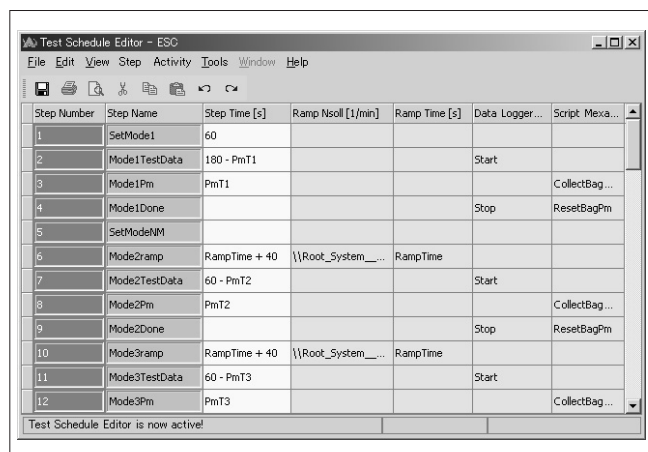 Test Schedule Editor - ESC
File Edit View Step Activity Tools Window Help
Step Number Step Name Step Time [s] Ramp Nsoll [1/min] Ramp Time [s] Data Logger... Script Mexa...
1 SetMode1 60
2 Mode1TestData 180 - PmT1 Start
3 Mode1Pm PmT1 CollectBag...
4 Mode1Done Stop ResetBagPm
5 SetModeNM
6 Mode2ramp RampTime + 40 \\Root_System__... RampTime
7 Mode2TestData 60 - PmT2 Start
8 Mode2Pm PmT2 CollectBag...
9 Mode2Done Stop ResetBagPm
10 Mode3ramp RampTime + 40 \\Root_System__... RampTime
11 Mode3TestData 60 - PmT3 Start
12 Mode3Pm PmT3 CollectBag...
Test Schedule Editor is now active!